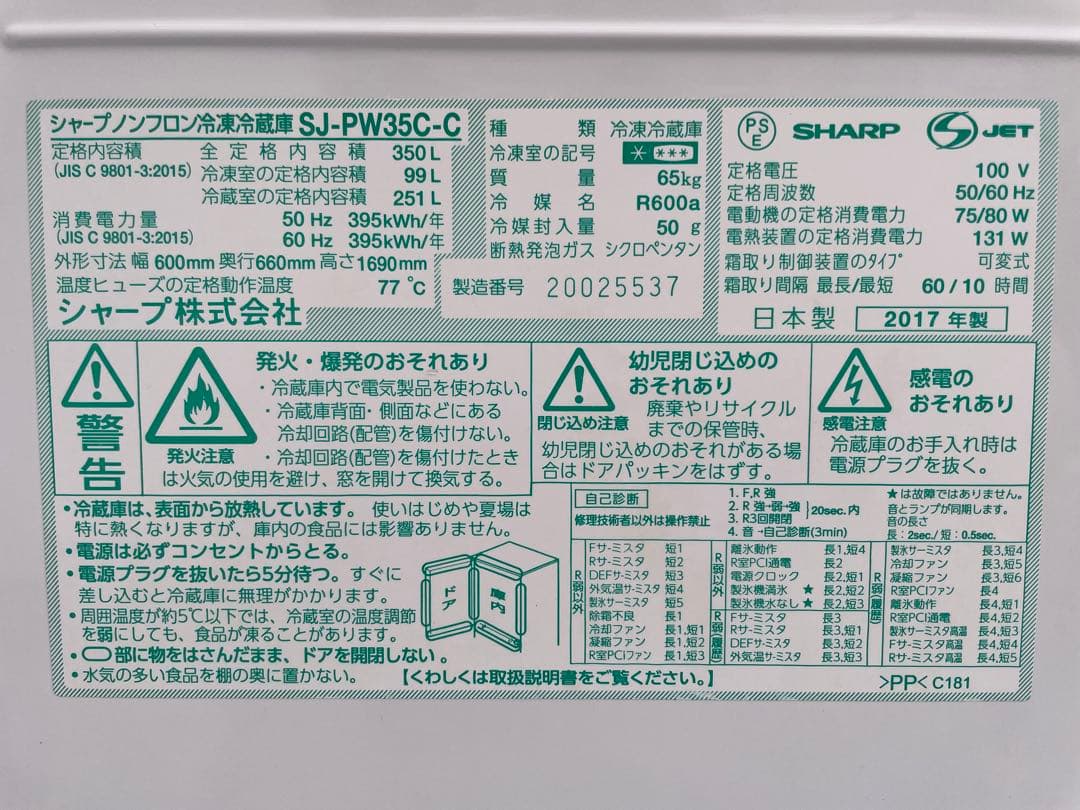 シャープノンフロン冷凍冷蔵庫 SJ-PW35C-C
定格内容積 全定格内容積 350 L
(JIS C 9801-3:2015) 冷凍室の定格内容積 99 L
冷蔵室の定格内容積 251 L
消費電力量 50 Hz 395kWh/年
(JIS C 9801-3:2015) 60 Hz 395kWh/年
外形寸法 幅 600mm 奥行660mm 高さ1690mm
温度ヒューズの定格動作温度 77 ℃
シャープ株式会社
種類 冷凍冷蔵庫
冷凍室の記号 * ***
質量 65kg
冷媒名 R600a
冷媒封入量 50 g
断熱発泡ガス シクロペンタン
製造番号 20025537
PSE SHARP S JET
定格電圧 100 V
定格周波数 50/60 Hz
電動機の定格消費電力 75/80 W
電熱装置の定格消費電力 131 W
霜取り制御装置のタイプ 可変式
霜取り間隔 最長/最短 60/10 時間
日本製 2017 年製
警告
発火注意
発火・爆発のおそれあり
・冷蔵庫内で電気製品を使わない。
・冷蔵庫背面・側面などにある
冷却回路(配管)を傷付けない。
・冷却回路(配管)を傷付けたとき
は火気の使用を避け、窓を開けて換気する。
閉じ込め注意
幼児閉じ込めの
おそれあり
廃棄やリサイクル
までの保管時、
幼児閉じ込めのおそれがある場
合はドアパッキンをはずす。
感電注意
感電の
おそれあり
冷蔵庫のお手入れ時は
電源プラグを抜く。
•冷蔵庫は、表面から放熱しています。 使いはじめや夏場は
特に熱くなりますが、庫内の食品には影響ありません。
•電源は必ずコンセントからとる。
•電源プラグを抜いたら5分待つ。すぐに
差し込むと冷蔵庫に無理がかかります。
•周囲温度が約5℃以下では、冷蔵室の温度調節
を弱にしても、食品が凍ることがあります。
•部に物をはさんだまま、ドアを開閉しない。
•水気の多い食品を棚の奥に置かない。
ドア 庫内
【くわしくは取扱説明書をご覧ください。】
自己診断
修理技術者以外は操作禁止
1. F,R 強
2. R 強→弱→強
3. R3回開閉
20sec. 内
4. 音→自己診断(3min)
★は故障ではありません。
音とランプが同期します。
音の長さ
長:2sec./短:0.5sec.
R弱以外
Fサ-ミスタ 短1
Rサ-ミスタ 短2
DEFサ-ミスタ 短3
外気温サ-ミスタ 短4
製氷サ-ミスタ 短5
除霜不良 長1
冷却ファン 長1,短1
凝縮ファン 長1,短2
R室PCIファン 長1,短3
R弱以外
離氷動作 長1,短4
R室PCI通電 長2
電源クロック 長2,短1
製氷機満氷 ★ 長2,短2
製氷機水なし ★ 長2,短3
R弱(履歴)
Fサ-ミスタ 長3
Rサ-ミスタ 長3,短1
DEFサ-ミスタ 長3,短2
外気温サ-ミスタ 長3,短3
R弱(履歴)
製氷サ-ミスタ 長3,短4
冷却ファン 長3,短5
凝縮ファン 長3,短6
R室PCIファン 長4
離氷動作 長4,短1
R室PCI通電 長4,短2
製氷サ-ミスタ高温 長4,短3
Fサ-ミスタ高温 長4,短4
Rサ-ミスタ高温 長4,短5
>PP< C181